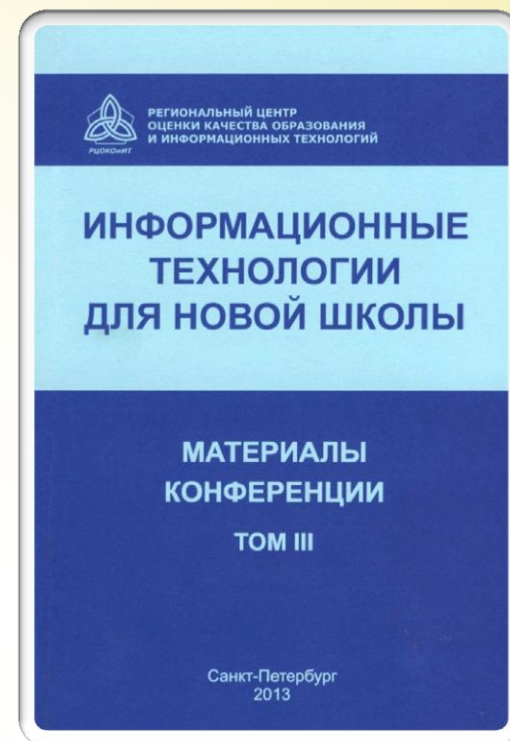 РЕГИОНАЛЬНЫЙ ЦЕНТР
ОЦЕНКИ КАЧЕСТВА ОБРАЗОВАНИЯ
И ИНФОРМАЦИОННЫХ ТЕХНОЛОГИЙ
РЦОКОиИТ
ИНФОРМАЦИОННЫЕ
ТЕХНОЛОГИИ
ДЛЯ НОВОЙ ШКОЛЫ
МАТЕРИАЛЫ
КОНФЕРЕНЦИИ
ТОМ III
Санкт-Петербург
2013